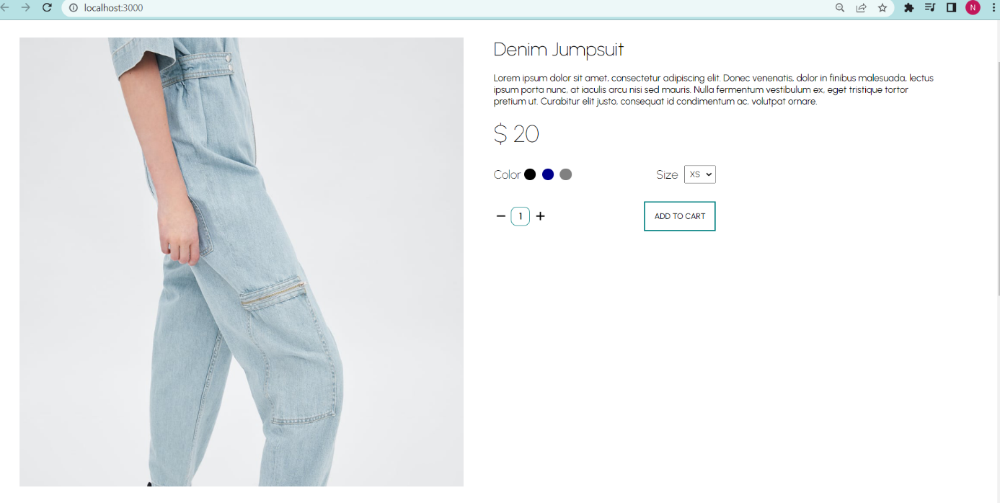 localhost:3000
N
Denim Jumpsuit
Lorem ipsum dolor sit amet, consectetur adipiscing elit. Donec venenatis, dolor in finibus malesuada, lectus
ipsum porta nunc, at iaculis arcu nisi sed mauris. Nulla fermentum vestibulum ex, eget tristique tortor
pretium ut. Curabitur elit justo, consequat id condimentum ac, volutpat ornare.
$ 20
Color Size XS
− 1 + ADD TO CART